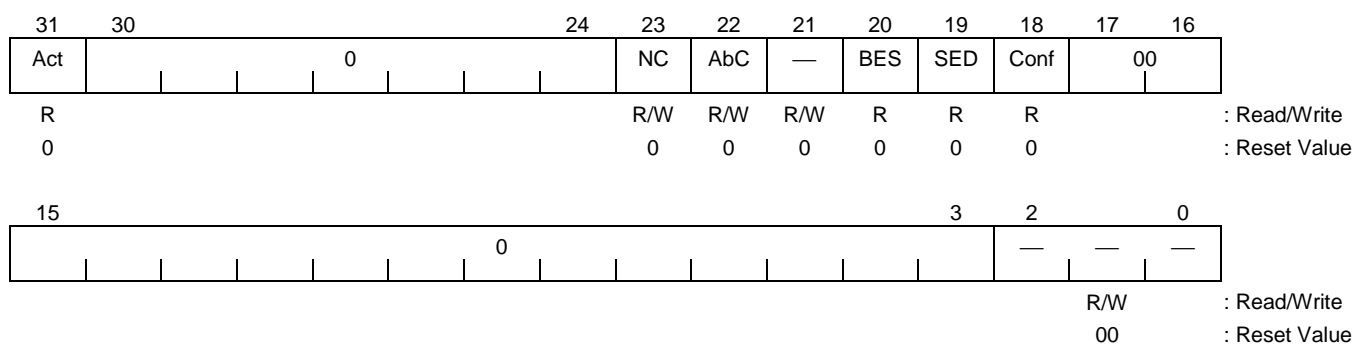 31 30 24 23 22 21 20 19 18 17 16
Act 0 NC AbC — BES SED Conf 00
R R/W R/W R/W R R R : Read/Write
0 0 0 0 0 0 0 : Reset Value
15 3 2 0
0 — — —
R/W : Read/Write
00 : Reset Value